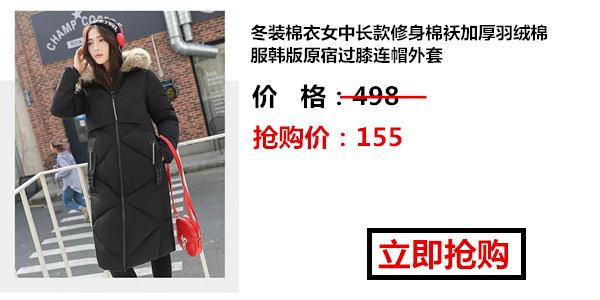 CHAMPION COOK
冬装棉衣女中长款修身棉袄加厚羽绒棉
服韩版原宿过膝连帽外套
价 格：498
抢购价：155
立即抢购